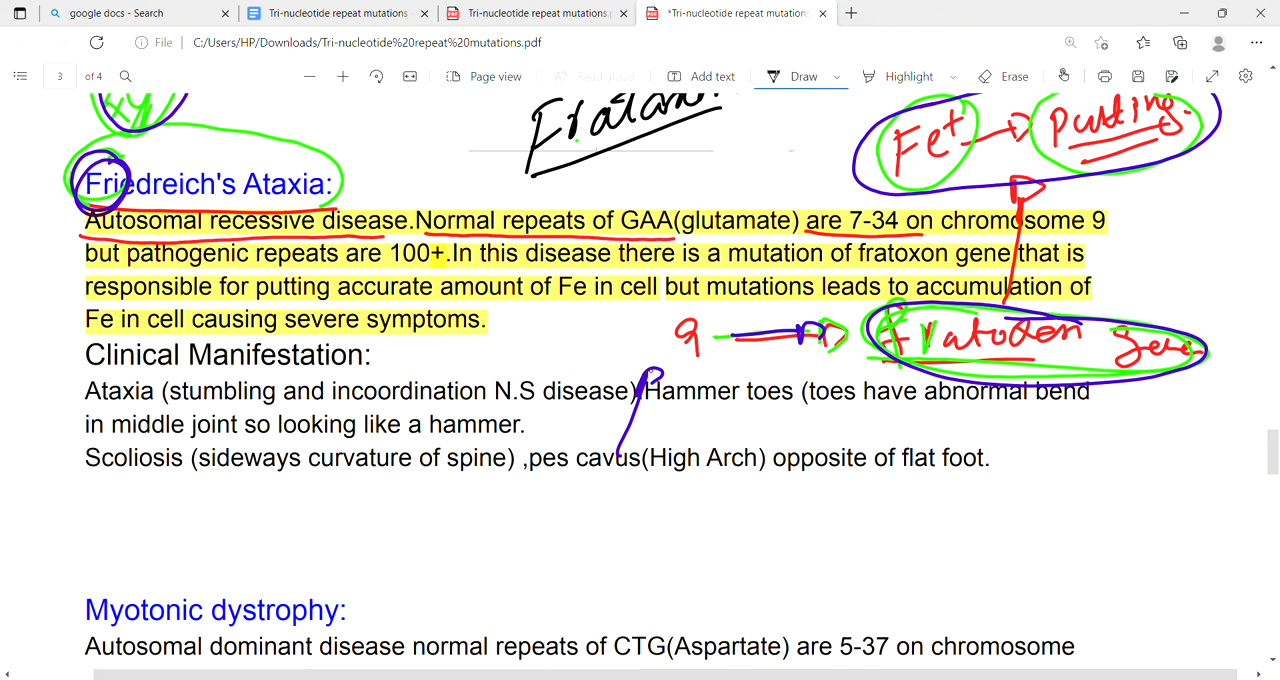 google docs - Search
Tri-nucleotide repeat mutations
Tri-nucleotide repeat mutations.p
*Tri-nucleotide repeat mutations
File
C:/Users/HP/Downloads/Tri-nucleotide%20repeat%20mutations.pdf
3 of 4
Page view
Read aloud
Add text
Draw
Highlight
Erase
Fe+
Putting
Friedreich's Ataxia:
Autosomal recessive disease.Normal repeats of GAA(glutamate) are 7-34 on chromosome 9
but pathogenic repeats are 100+.In this disease there is a mutation of fratoxon gene that is
responsible for putting accurate amount of Fe in cell but mutations leads to accumulation of
Fe in cell causing severe symptoms.
9
gene
Clinical Manifestation:
Ataxia (stumbling and incoordination N.S disease) Hammer toes (toes have abnormal bend
in middle joint so looking like a hammer.
Scoliosis (sideways curvature of spine) ,pes cavus(High Arch) opposite of flat foot.
Myotonic dystrophy:
Autosomal dominant disease normal repeats of CTG(Aspartate) are 5-37 on chromosome